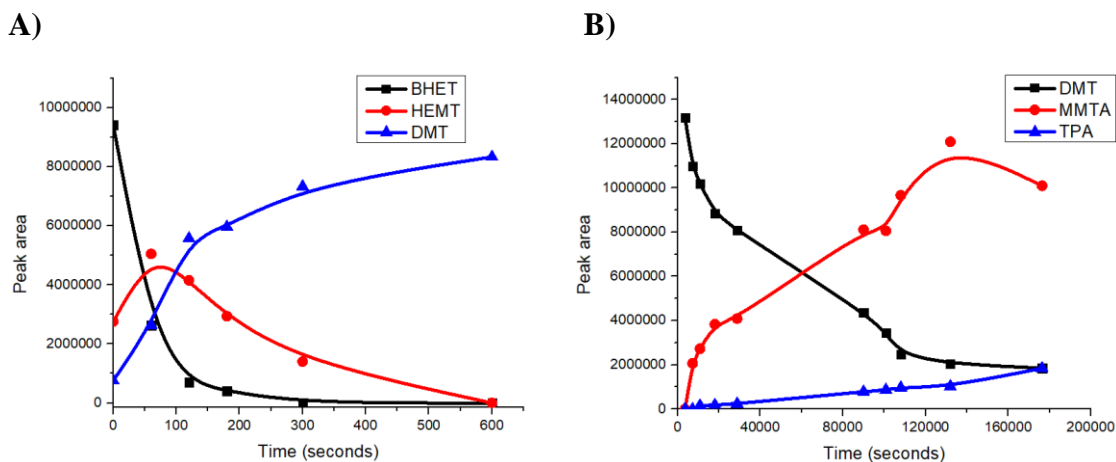 A)
B)
BHET
HEMT
DMT
10000000
8000000
6000000
4000000
2000000
0
Peak area
0 100 200 300 400 500 600
Time (seconds)
DMT
MMTA
TPA
14000000
12000000
10000000
8000000
6000000
4000000
2000000
0
Peak area
0 40000 80000 120000 160000 200000
Time (seconds)